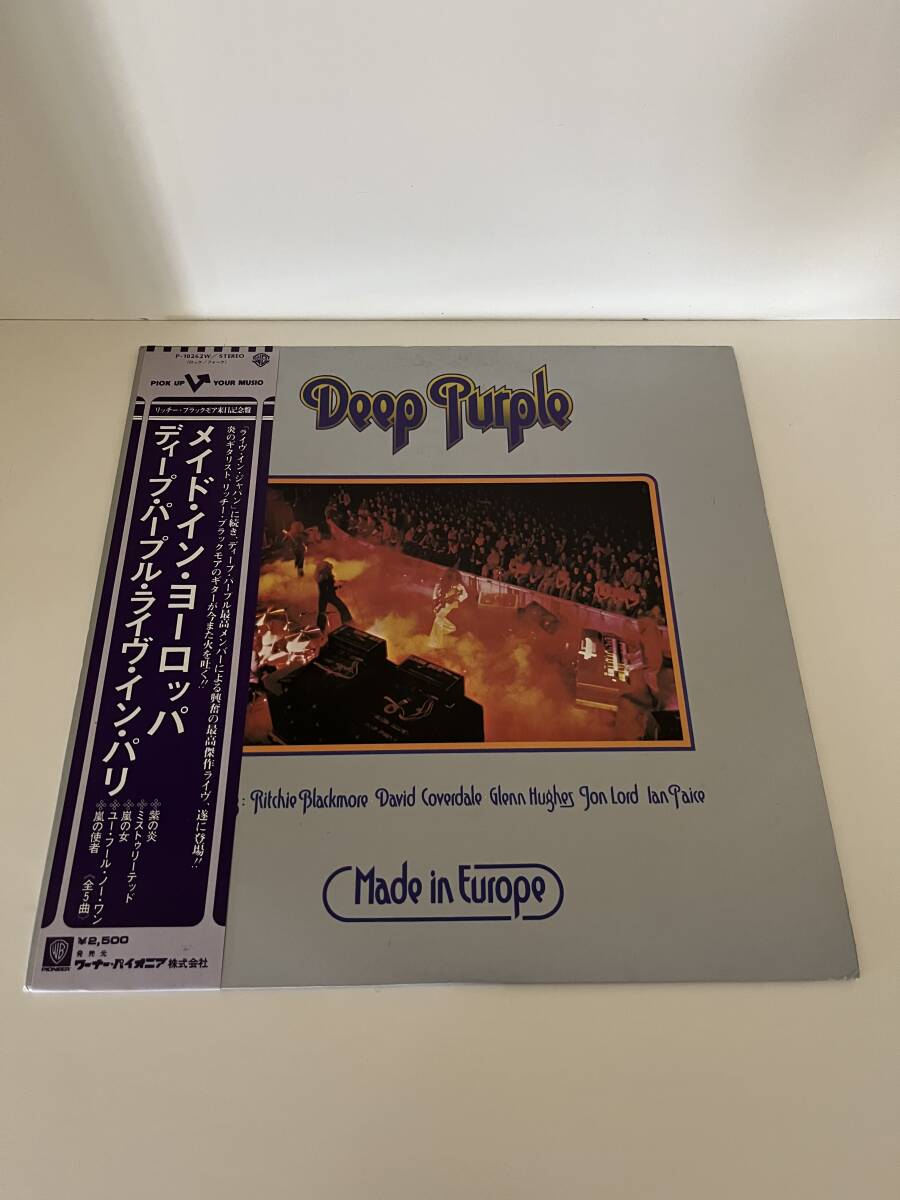 P-10262W／STEREO
(ロック／フォーク)
PICK UP YOUR MUSIC
リッチー・ブラックモア来日記念盤
「ライヴ・イン・ジャパン」に続き、ディープ・パープル最高メンバーによる興奮の最高傑作ライヴ、遂に登場!!
炎のギタリスト、リッチー・ブラックモアのギターが今また火を吐く!!
メイド・イン・ヨーロッパ
ディープ・パープル・ライヴ・イン・パリ
紫の炎
ミストゥリーテッド
嵐の女
ユー・フール・ノー・ワン
嵐の使者
《全5曲》
¥2,500
発売元
ワーナー・パイオニア株式会社
WB
PIONEER
Deep Purple
: Ritchie Blackmore David Coverdale Glenn Hughes Jon Lord Ian Paice
Made in Europe